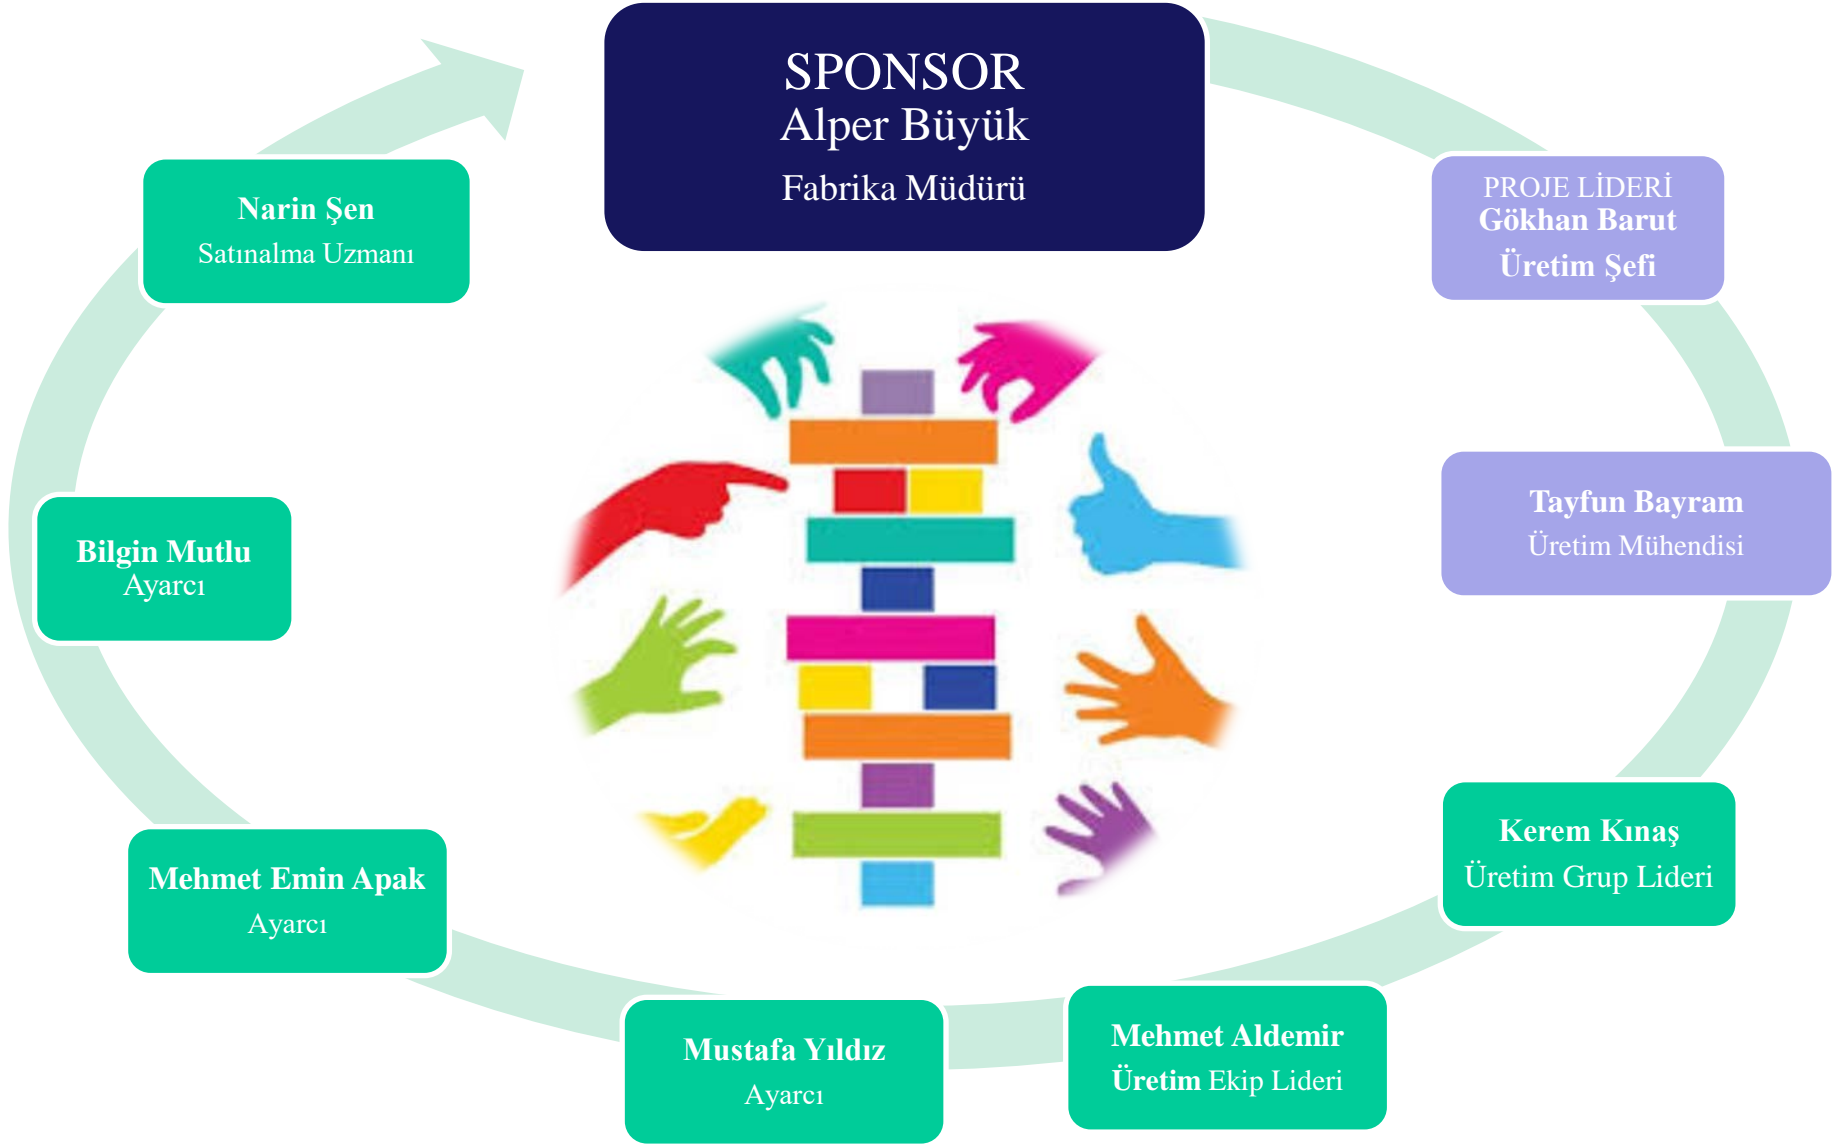 SPONSOR
Alper Büyük
Fabrika Müdürü
PROJE LİDERİ
Gökhan Barut
Üretim Şefi
Tayfun Bayram
Üretim Mühendisi
Kerem Kınaş
Üretim Grup Lideri
Mehmet Aldemir
Üretim Ekip Lideri
Mustafa Yıldız
Ayarcı
Mehmet Emin Apak
Ayarcı
Bilgin Mutlu
Ayarcı
Narin Şen
Satınalma Uzmanı